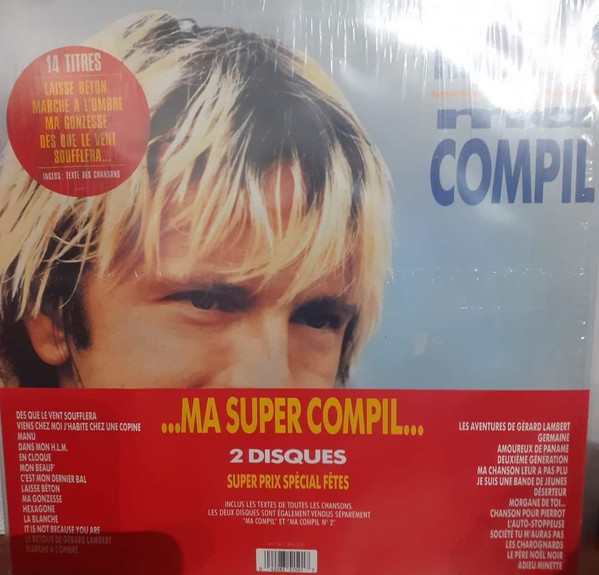 14 TITRES
LAISSE BÉTON
MARCHE A L'OMBRE
MA GONZESSE
DÈS QUE LE VENT
SOUFFLERA...
INCLUS : TEXTE DES CHANSONS
ma
COMPIL
DÈS QUE LE VENT SOUFFLERA
VIENS CHEZ MOI J'HABITE CHEZ UNE COPINE
MANU
DANS MON H.L.M.
EN CLOQUE
MON BEAUF'
C'EST MON DERNIER BAL
LAISSE BÉTON
MA GONZESSE
HEXAGONE
LA BLANCHE
IT IS NOT BECAUSE YOU ARE
LE RETOUR DE GÉRARD LAMBERT
MARCHE A L'OMBRE
...MA SUPER COMPIL...
2 DISQUES
SUPER PRIX SPÉCIAL FÊTES
INCLUS LES TEXTES DE TOUTES LES CHANSONS.
LES DEUX DISQUES SONT ÉGALEMENT VENDUS SÉPARÉMENT
"MA COMPIL" ET "MA COMPIL N° 2"
LES AVENTURES DE GÉRARD LAMBERT
GERMAINE
AMOUREUX DE PANAME
DEUXIÈME GÉNÉRATION
MA CHANSON LEUR A PAS PLU
JE SUIS UNE BANDE DE JEUNES
DÉSERTEUR
MORGANE DE TOI...
CHANSON POUR PIERROT
L'AUTO-STOPPEUSE
SOCIÉTÉ TU M'AURAS PAS
LES CHAROGNARDS
LE PÈRE NOËL NOIR
ADIEU MINETTE